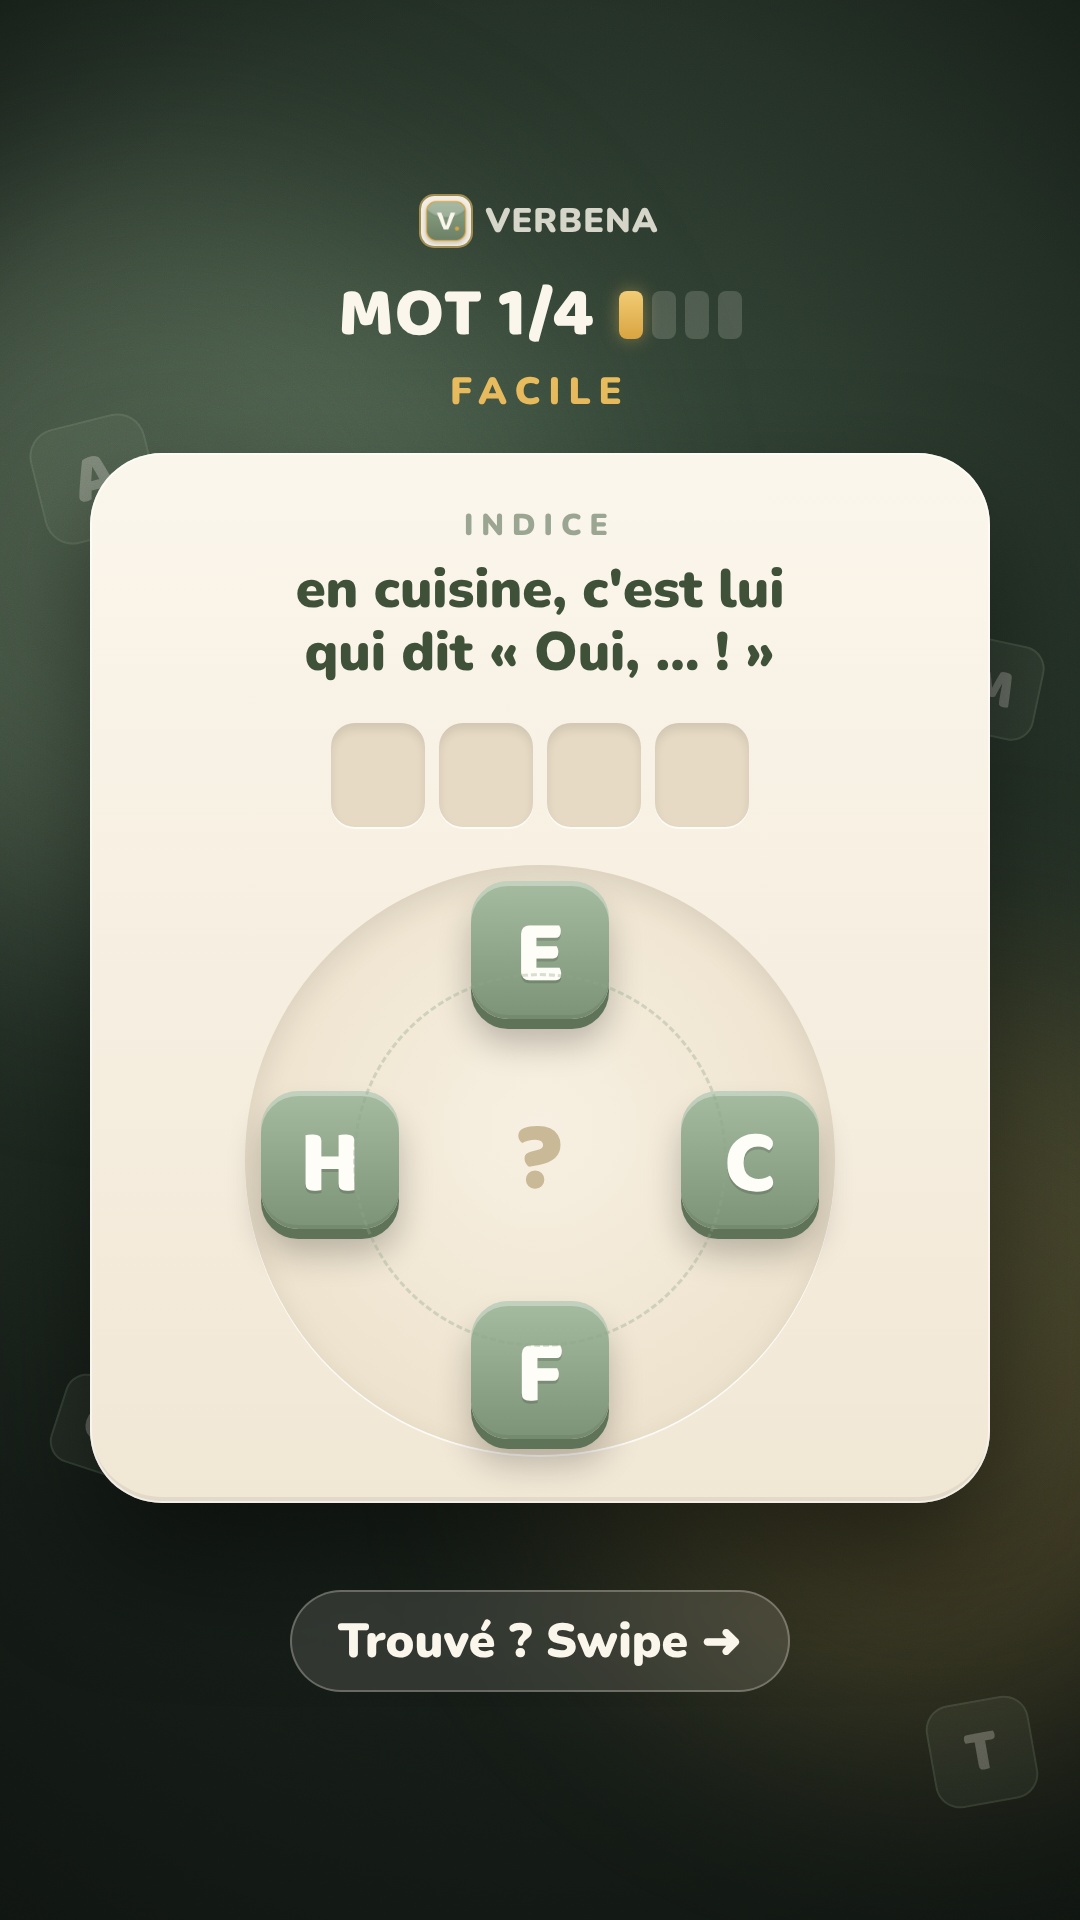 V.
VERBENA
MOT 1/4
FACILE
A
INDICE
en cuisine, c'est lui
qui dit « Oui, ... ! »
M
E
H
?
C
F
Trouvé ? Swipe ➜
T